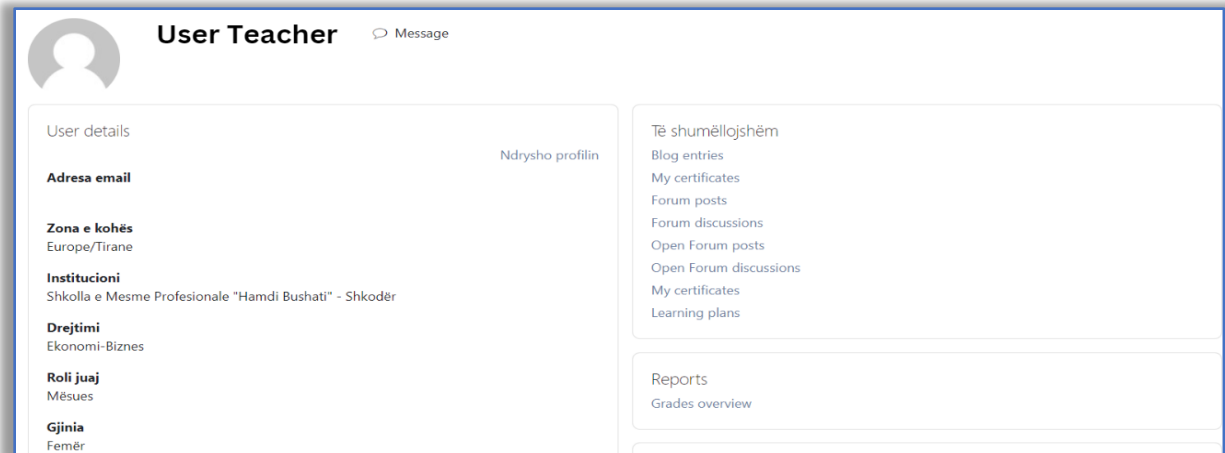 User Teacher
Message
User details
Ndrysho profilin
Adresa email
Zona e kohës
Europe/Tirane
Institucioni
Shkolla e Mesme Profesionale "Hamdi Bushati" - Shkodër
Drejtimi
Ekonomi-Biznes
Roli juaj
Mësues
Gjinia
Femër
Të shumëllojshëm
Blog entries
My certificates
Forum posts
Forum discussions
Open Forum posts
Open Forum discussions
My certificates
Learning plans
Reports
Grades overview